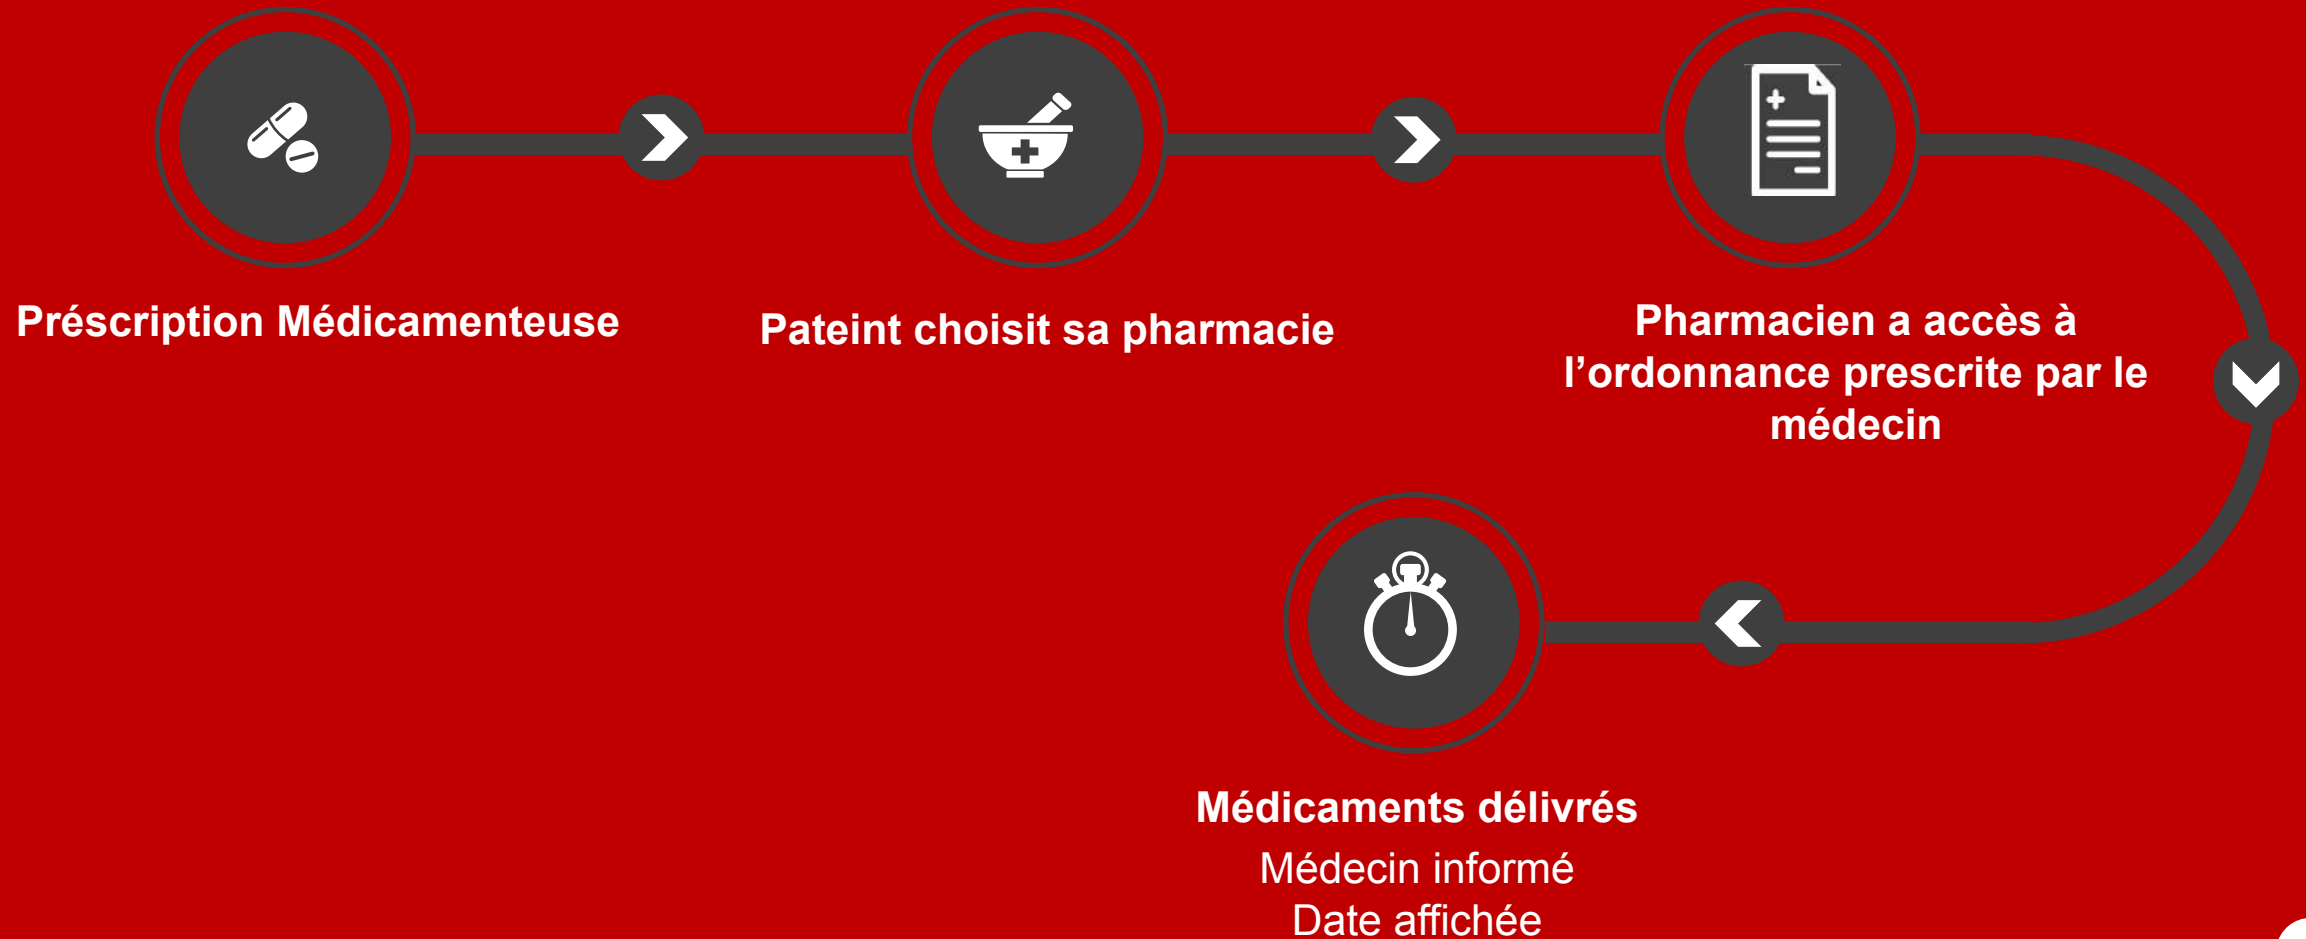 Préscription Médicamenteuse
Pateint choisit sa pharmacie
Pharmacien a accès à
l’ordonnance prescrite par le
médecin
Médicaments délivrés
Médecin informé
Date affichée